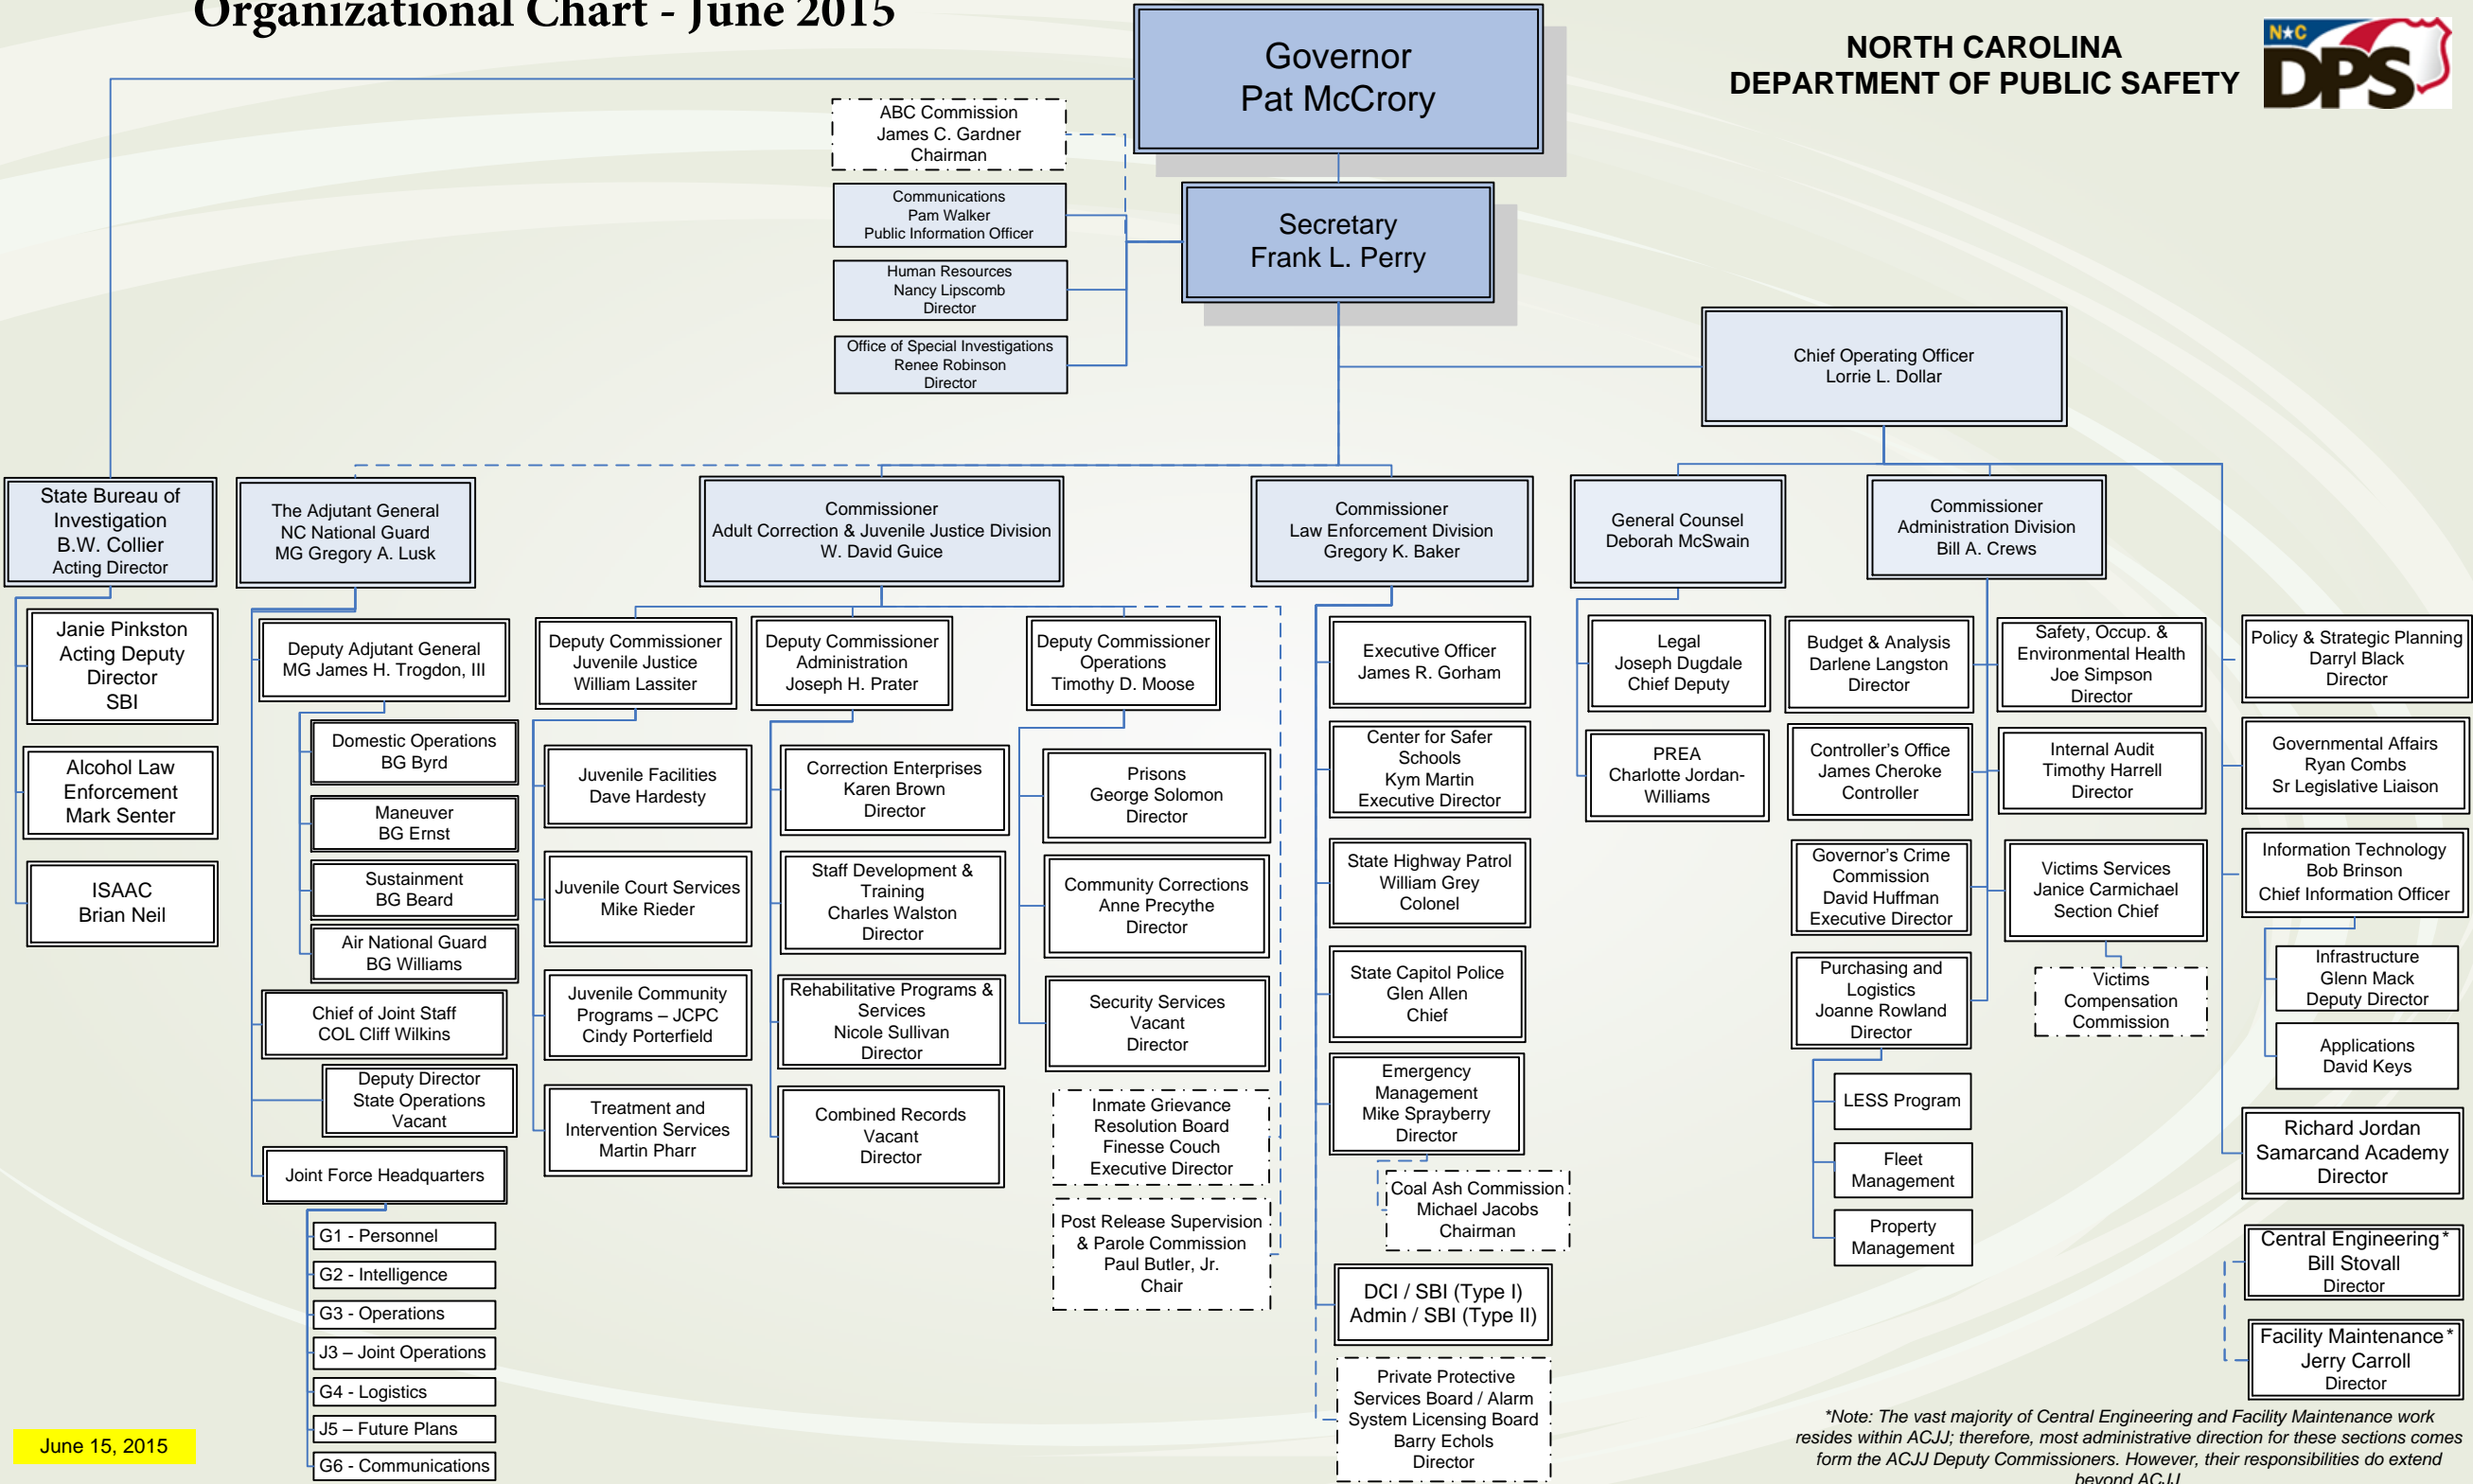 Organizational Chart - June 2015
NORTH CAROLINA
DEPARTMENT OF PUBLIC SAFETY
N★C
DPS
Governor
Pat McCrory
ABC Commission
James C. Gardner
Chairman
Communications
Pam Walker
Public Information Officer
Human Resources
Nancy Lipscomb
Director
Office of Special Investigations
Renee Robinson
Director
Secretary
Frank L. Perry
Chief Operating Officer
Lorrie L. Dollar
State Bureau of
Investigation
B.W. Collier
Acting Director
Janie Pinkston
Acting Deputy
Director
SBI
Alcohol Law
Enforcement
Mark Senter
ISAAC
Brian Neil
The Adjutant General
NC National Guard
MG Gregory A. Lusk
Deputy Adjutant General
MG James H. Trogdon, III
Domestic Operations
BG Byrd
Maneuver
BG Ernst
Sustainment
BG Beard
Air National Guard
BG Williams
Chief of Joint Staff
COL Cliff Wilkins
Deputy Director
State Operations
Vacant
Joint Force Headquarters
G1 - Personnel
G2 - Intelligence
G3 - Operations
J3 – Joint Operations
G4 - Logistics
J5 – Future Plans
G6 - Communications
Commissioner
Adult Correction & Juvenile Justice Division
W. David Guice
Deputy Commissioner
Juvenile Justice
William Lassiter
Juvenile Facilities
Dave Hardesty
Juvenile Court Services
Mike Rieder
Juvenile Community
Programs – JCPC
Cindy Porterfield
Treatment and
Intervention Services
Martin Pharr
Deputy Commissioner
Administration
Joseph H. Prater
Correction Enterprises
Karen Brown
Director
Staff Development &
Training
Charles Walston
Director
Rehabilitative Programs &
Services
Nicole Sullivan
Director
Combined Records
Vacant
Director
Deputy Commissioner
Operations
Timothy D. Moose
Prisons
George Solomon
Director
Community Corrections
Anne Precythe
Director
Security Services
Vacant
Director
Inmate Grievance
Resolution Board
Finesse Couch
Executive Director
Post Release Supervision
& Parole Commission
Paul Butler, Jr.
Chair
Commissioner
Law Enforcement Division
Gregory K. Baker
Executive Officer
James R. Gorham
Center for Safer
Schools
Kym Martin
Executive Director
State Highway Patrol
William Grey
Colonel
State Capitol Police
Glen Allen
Chief
Emergency
Management
Mike Sprayberry
Director
Coal Ash Commission
Michael Jacobs
Chairman
DCI / SBI (Type I)
Admin / SBI (Type II)
Private Protective
Services Board / Alarm
System Licensing Board
Barry Echols
Director
General Counsel
Deborah McSwain
Legal
Joseph Dugdale
Chief Deputy
PREA
Charlotte Jordan-
Williams
Commissioner
Administration Division
Bill A. Crews
Budget & Analysis
Darlene Langston
Director
Controller's Office
James Cheroke
Controller
Governor's Crime
Commission
David Huffman
Executive Director
Purchasing and
Logistics
Joanne Rowland
Director
LESS Program
Fleet
Management
Property
Management
Safety, Occup. &
Environmental Health
Joe Simpson
Director
Internal Audit
Timothy Harrell
Director
Victims Services
Janice Carmichael
Section Chief
Victims
Compensation
Commission
Policy & Strategic Planning
Darryl Black
Director
Governmental Affairs
Ryan Combs
Sr Legislative Liaison
Information Technology
Bob Brinson
Chief Information Officer
Infrastructure
Glenn Mack
Deputy Director
Applications
David Keys
Richard Jordan
Samarcand Academy
Director
Central Engineering*
Bill Stovall
Director
Facility Maintenance*
Jerry Carroll
Director
*Note: The vast majority of Central Engineering and Facility Maintenance work
resides within ACJJ; therefore, most administrative direction for these sections comes
form the ACJJ Deputy Commissioners. However, their responsibilities do extend
beyond ACJJ
June 15, 2015